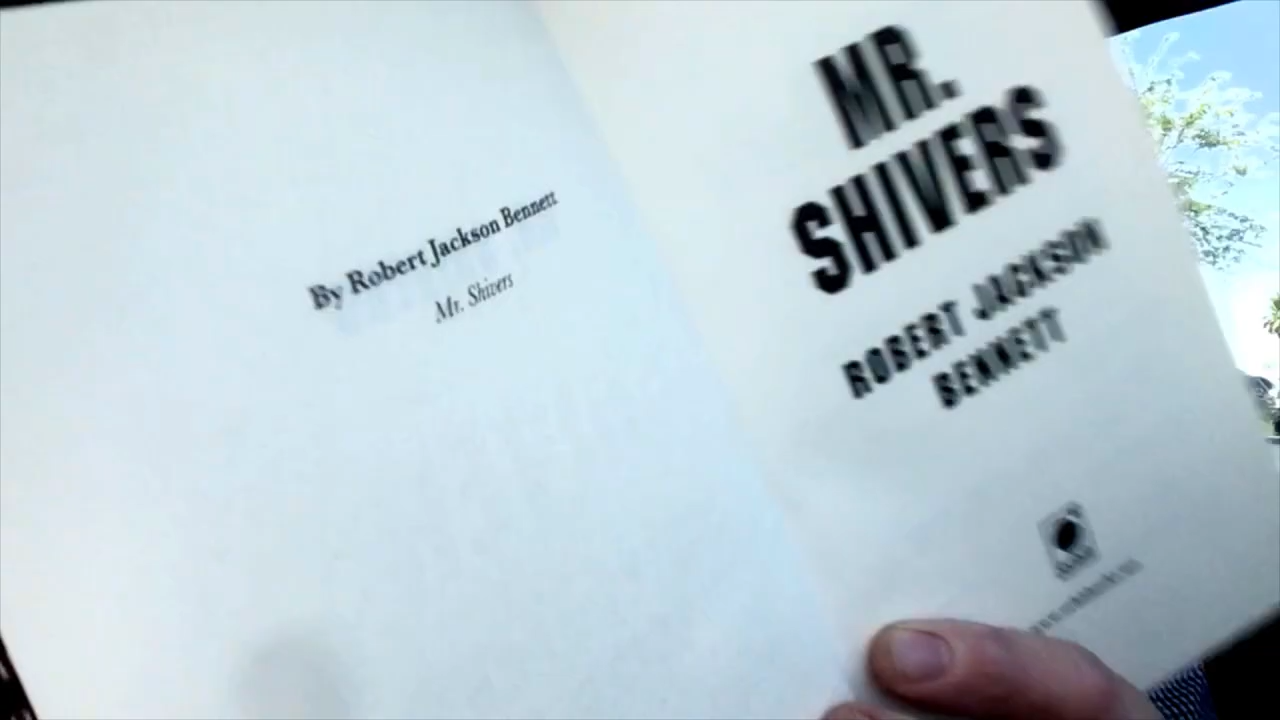 By Robert Jackson Bennett
Mr. Shivers
MR.
SHIVERS
ROBERT JACKSON
BENNETT